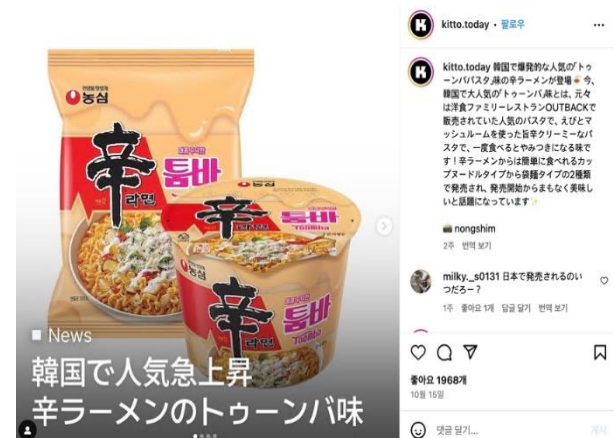 농심
辛
라면
툼바
농심
辛
툼바
Toomba
辛
라면
툼바
Toomba
News
韓国で人気急上昇
辛ラーメンのトゥーンバ味
kitto.today • 팔로우
kitto.today 韓国で爆発的な人気の「トゥ
ーンバパスタ」味の辛ラーメンが登場 今、
韓国で大人気の「トゥーンバ」味とは、元々
は洋食ファミリーレストランOUTBACKで
販売されていた人気のパスタで、えびとマ
ッシュルームを使った旨辛クリーミーなパ
スタで、一度食べるとやみつきになる味で
す！辛ラーメンからは簡単に食べれるカッ
プヌードルタイプから袋麺タイプの2種類
で発売され、発売開始からまもなく美味し
いと話題になっています✨
📸 nongshim
2주 번역 보기
milky._s0131 日本で発売されるのい
つだろー？
1주 좋아요 1개 답글 달기 번역 보기
좋아요 1968개
10월 15일
댓글 달기...
게시